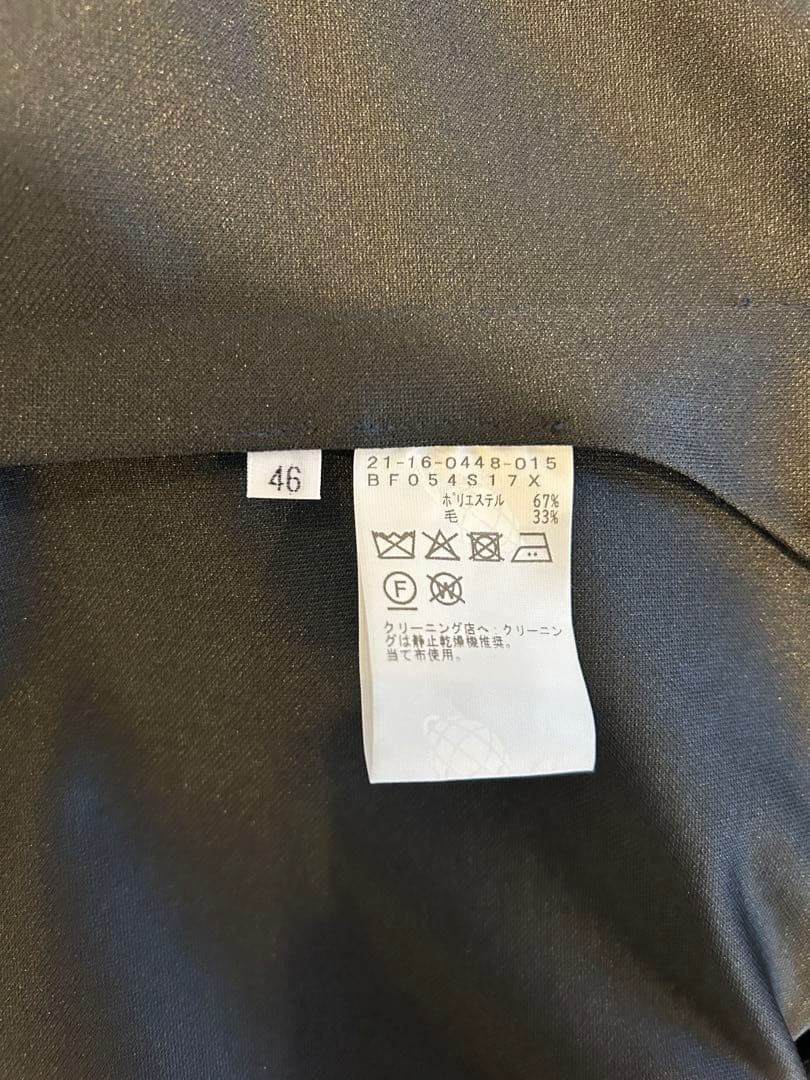 46
21-16-0448-015
BF054S17X
ポリエステル 67%
毛 33%
F W
クリーニング店へ:クリーニン
グは静止乾燥機推奨。
当て布使用。